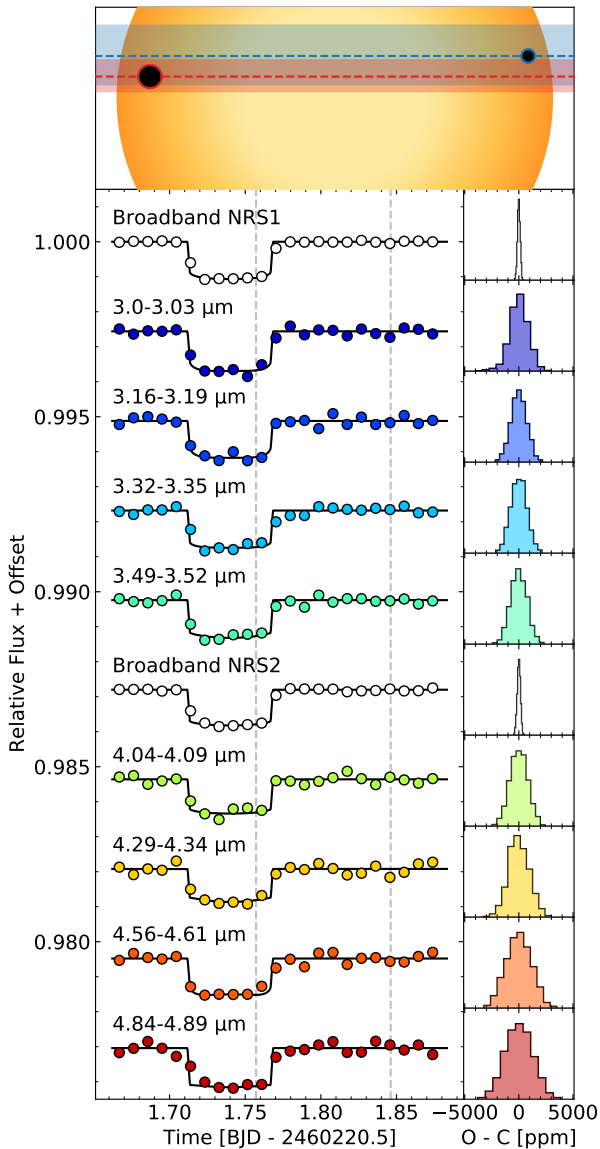 Broadband NRS1
1.000
3.0-3.03 μm
3.16-3.19 μm
0.995
3.32-3.35 μm
3.49-3.52 μm
0.990
Broadband NRS2
4.04-4.09 μm
0.985
4.29-4.34 μm
4.56-4.61 μm
0.980
4.84-4.89 μm
Relative Flux + Offset
1.70 1.75 1.80 1.85
Time [BJD - 2460220.5]
−5000 0 5000
O - C [ppm]